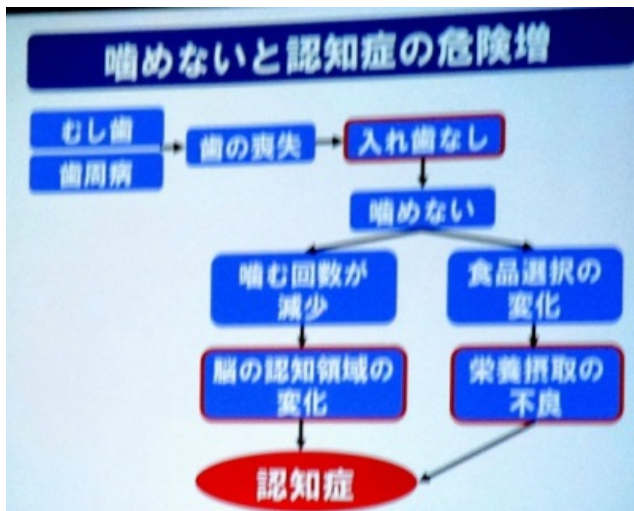 噛めないと認知症の危険増
むし歯
歯周病
歯の喪失
入れ歯なし
噛めない
噛む回数が
減少
食品選択の
変化
脳の認知領域の
変化
栄養摂取の
不良
認知症